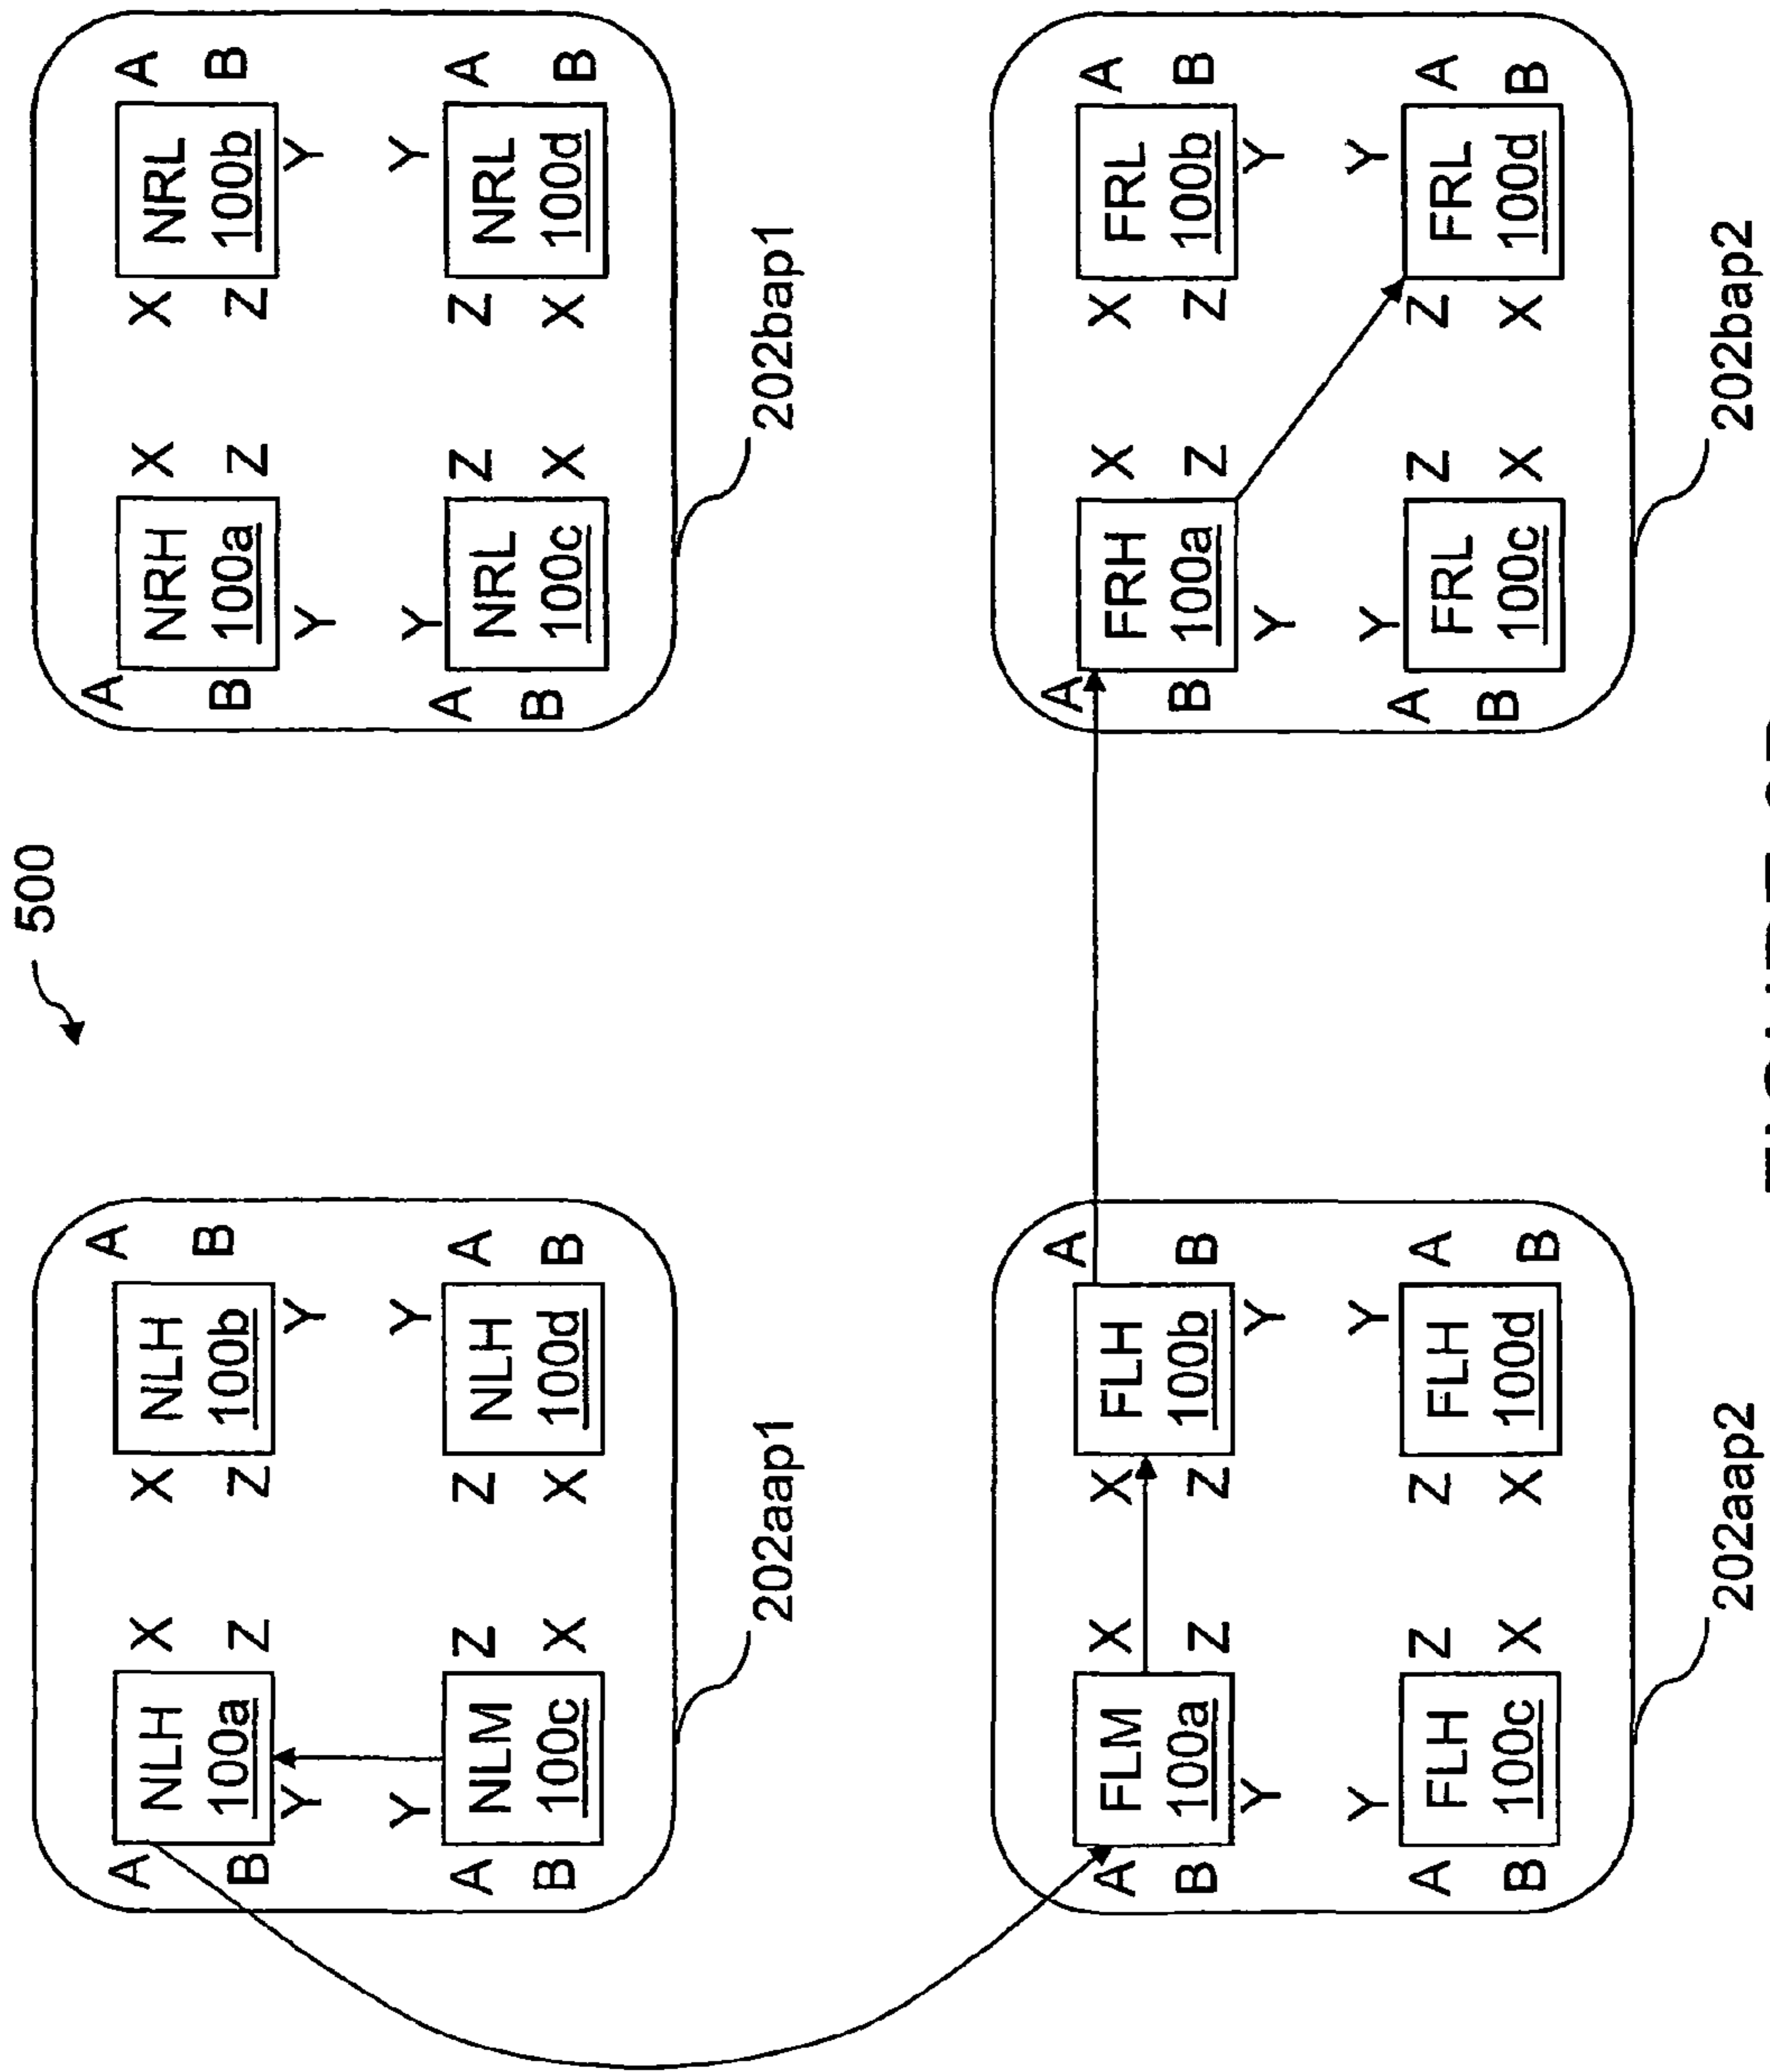 500
A NLH X X NLH A
B 100a Z Z 100b B
Y Y
Y Y
A NLM Z Z NLH A
B 100c X X 100d B
202aap1
A NRH X X NRL A
B 100a Z Z 100b B
Y Y
Y Y
A NRL Z Z NRL A
B 100c X X 100d B
202bap1
A FLM X X FLH A
B 100a Z Z 100b B
Y Y
Y Y
A FLH Z Z FLH A
B 100c X X 100d B
202aap2
A FRH X X FRL A
B 100a Z Z 100b B
Y Y
Y Y
A FRL Z Z FRL A
B 100c X X 100d B
202bap2